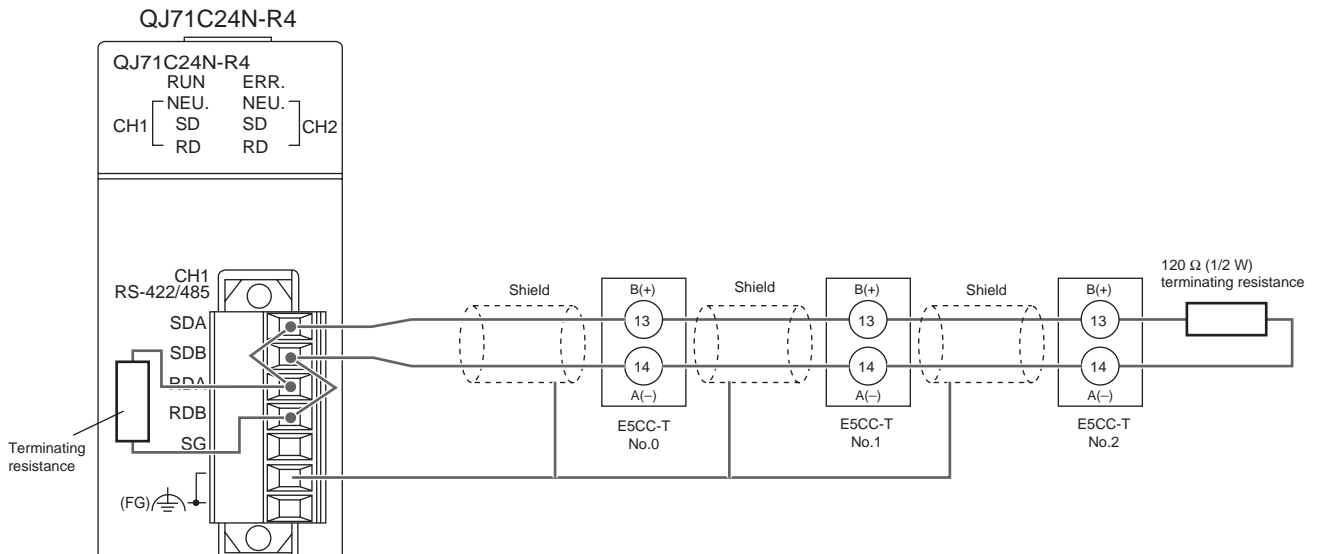 QJ71C24N-R4
QJ71C24N-R4
RUN ERR.
NEU. NEU.
CH1 SD SD CH2
RD RD
CH1
RS-422/485
SDA
SDB
RDA
RDB
SG
(FG)
Terminating
resistance
Shield
B(+)
13
14
A(−)
E5CC-T
No.0
Shield
B(+)
13
14
A(−)
E5CC-T
No.1
Shield
B(+)
13
14
A(−)
E5CC-T
No.2
120 Ω (1/2 W)
terminating resistance